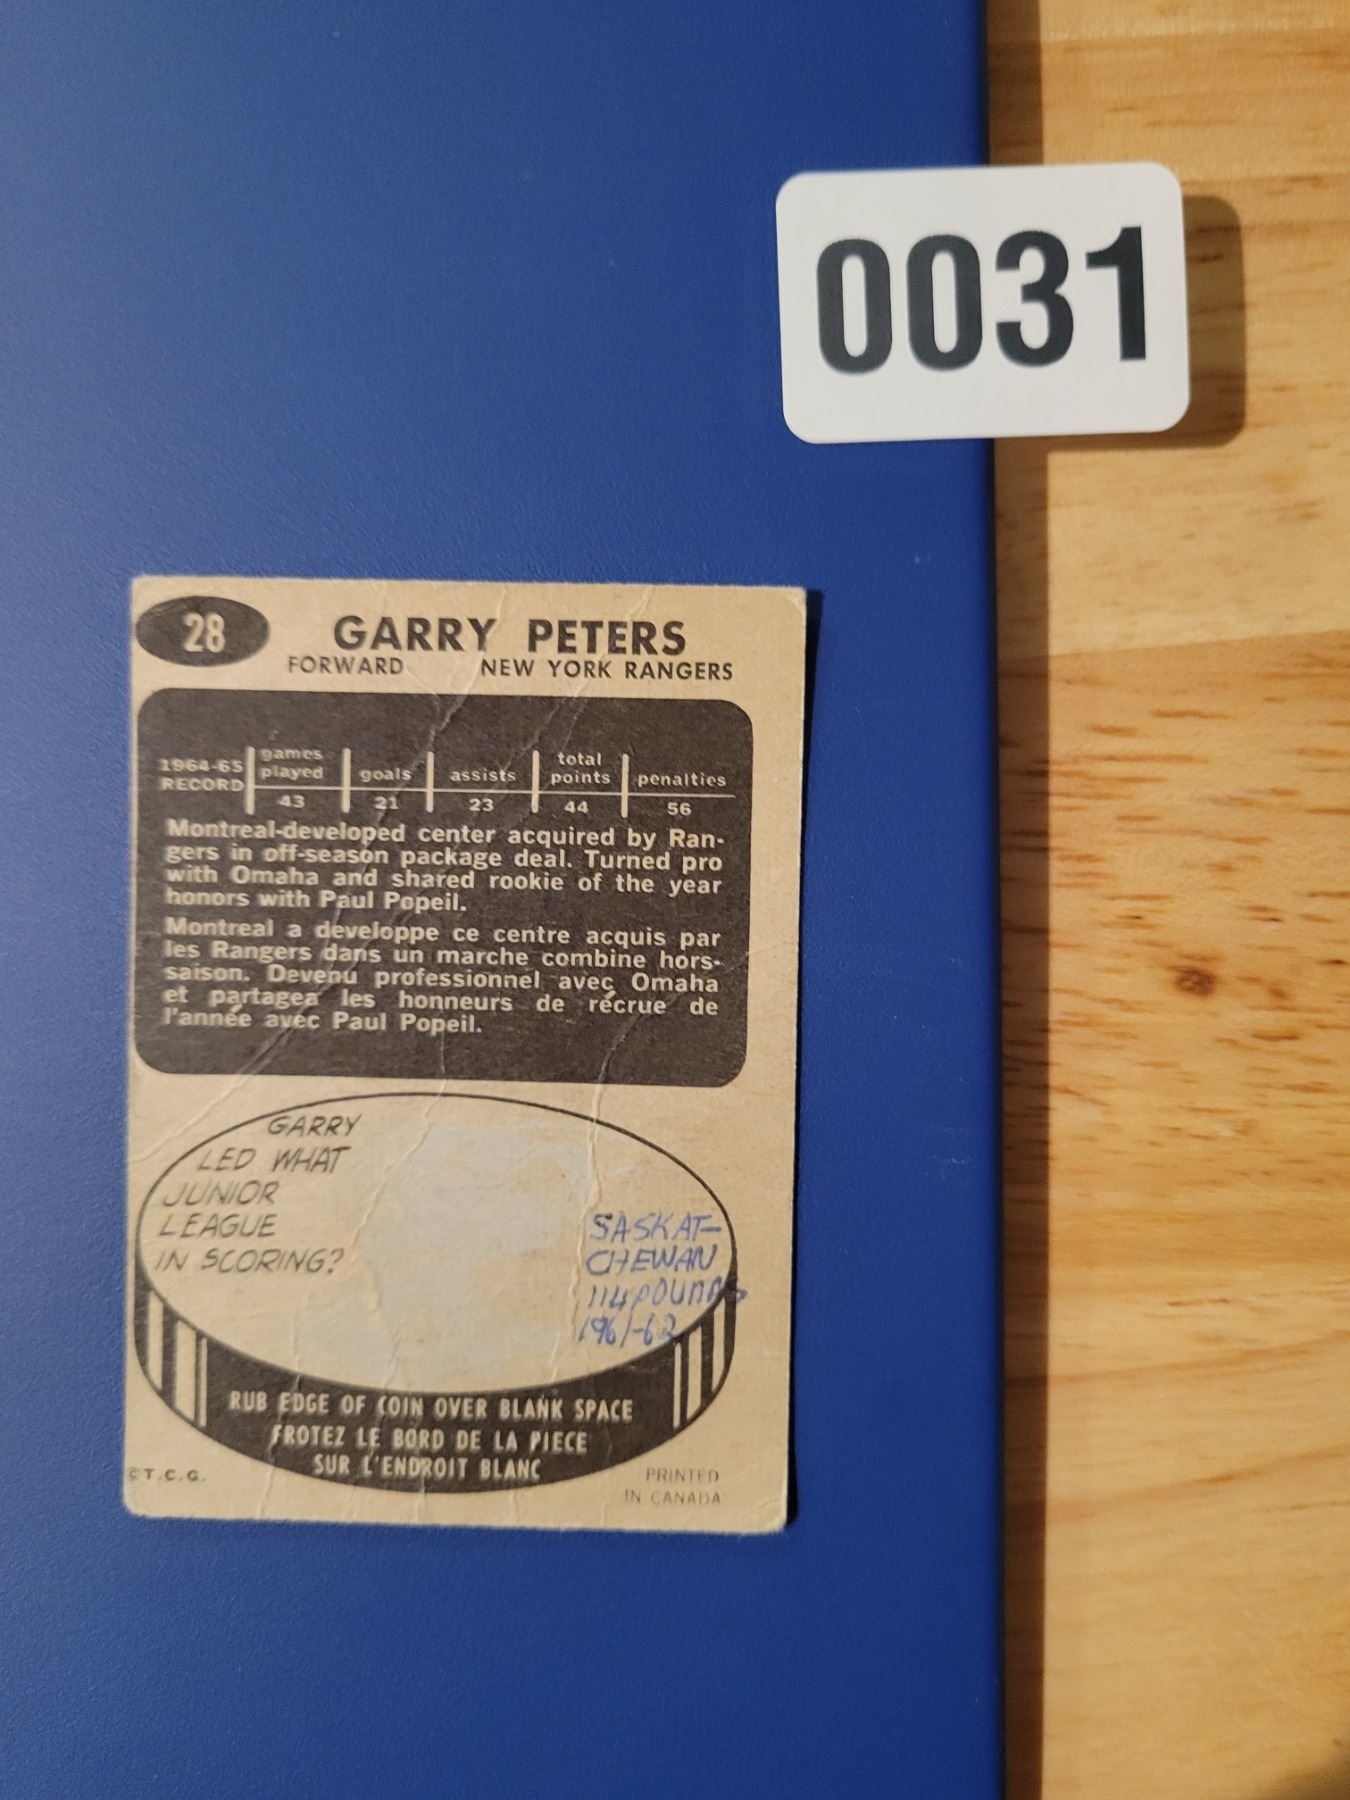 0031
28
GARRY PETERS
FORWARD NEW YORK RANGERS
1964-65 RECORD games played goals assists total points penalties
43 21 23 44 56
Montreal-developed center acquired by Ran-
gers in off-season package deal. Turned pro
with Omaha and shared rookie of the year
honors with Paul Popeil.
Montreal a developpe ce centre acquis par
les Rangers dans un marche combine hors-
saison. Devenu professionnel avec Omaha
et partagea les honneurs de récrue de
l'année avec Paul Popeil.
GARRY
LED WHAT
JUNIOR
LEAGUE
IN SCORING?
SASKAT-
CHEWAN
114 POUNDS
1961-62
RUB EDGE OF COIN OVER BLANK SPACE
FROTEZ LE BORD DE LA PIECE
SUR L'ENDROIT BLANC
©T.C.G.
PRINTED
IN CANADA